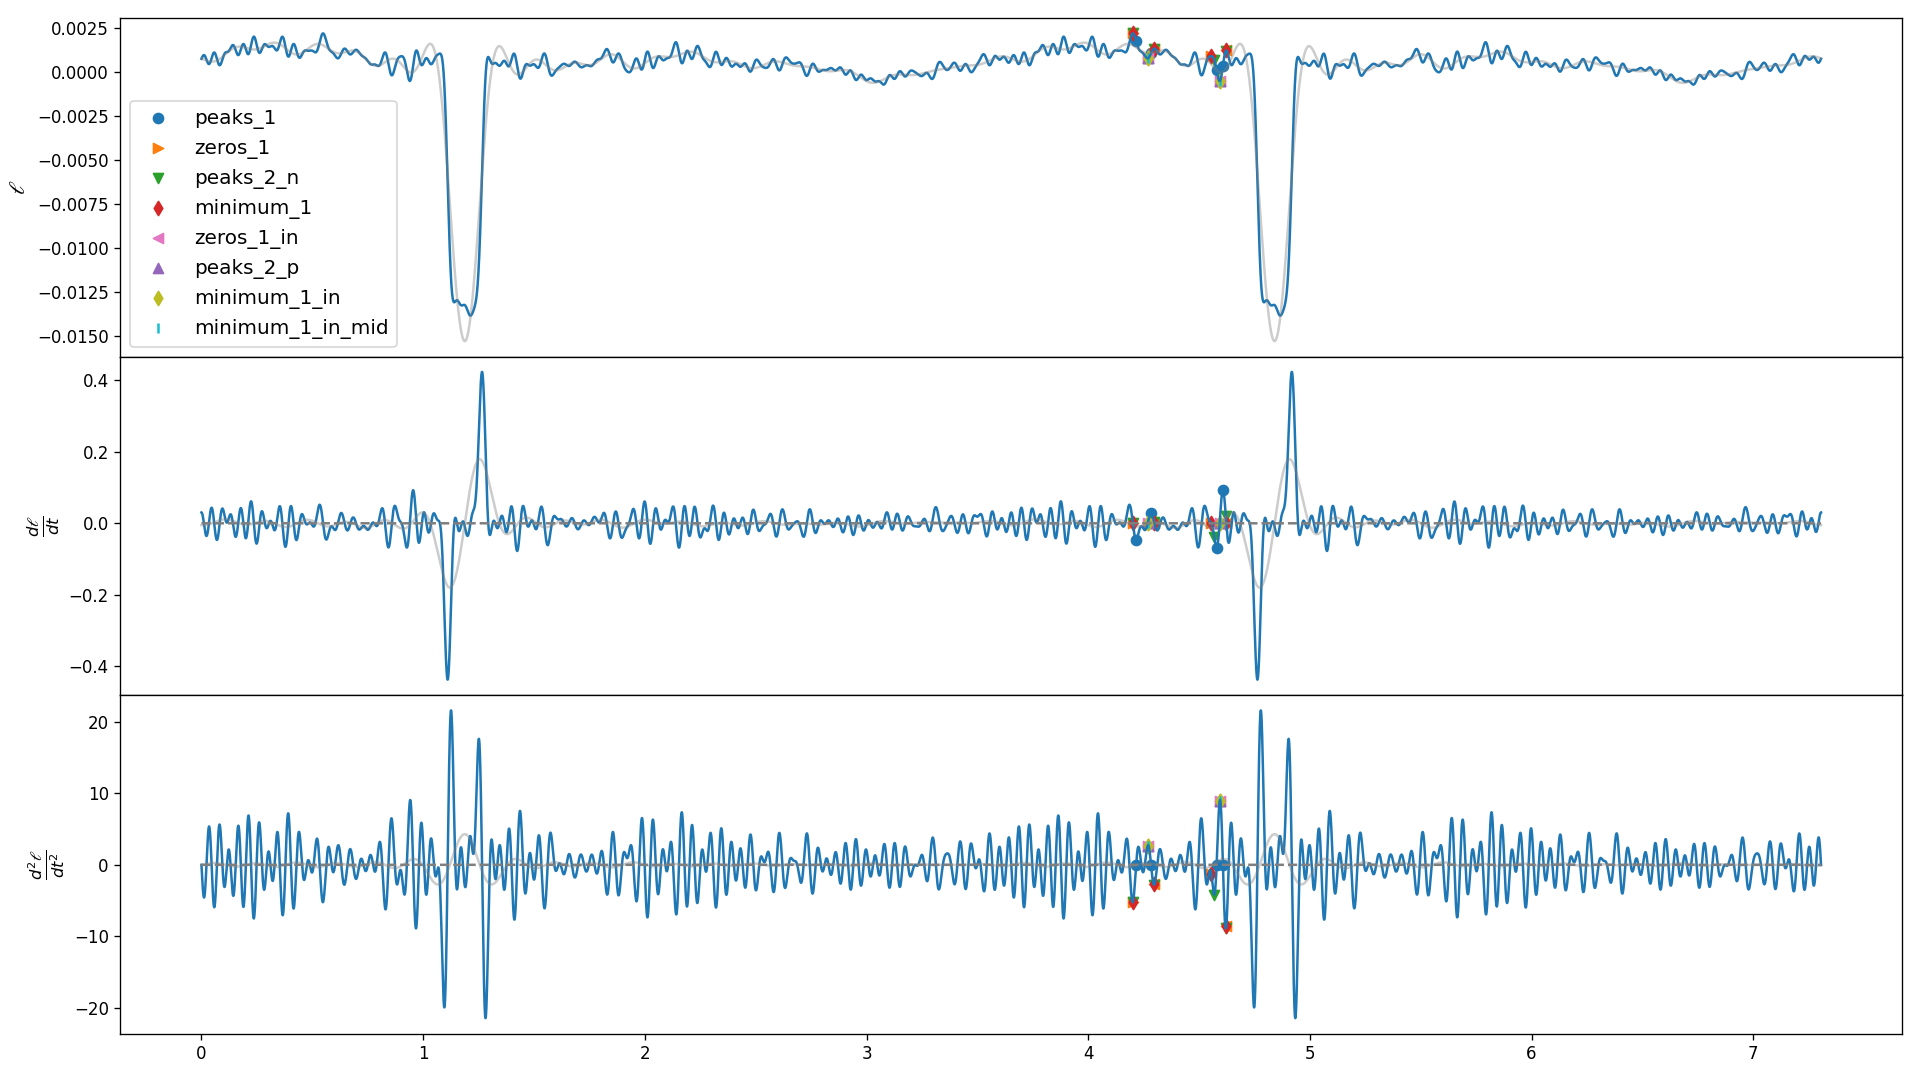 0.0025
0.0000
−0.0025
−0.0050
−0.0075
−0.0100
−0.0125
−0.0150
ℓ
peaks_1
zeros_1
peaks_2_n
minimum_1
zeros_1_in
peaks_2_p
minimum_1_in
minimum_1_in_mid
0.4
0.2
0.0
−0.2
−0.4
dℓ
dt
20
10
0
−10
−20
d²ℓ
dt²
0 1 2 3 4 5 6 7